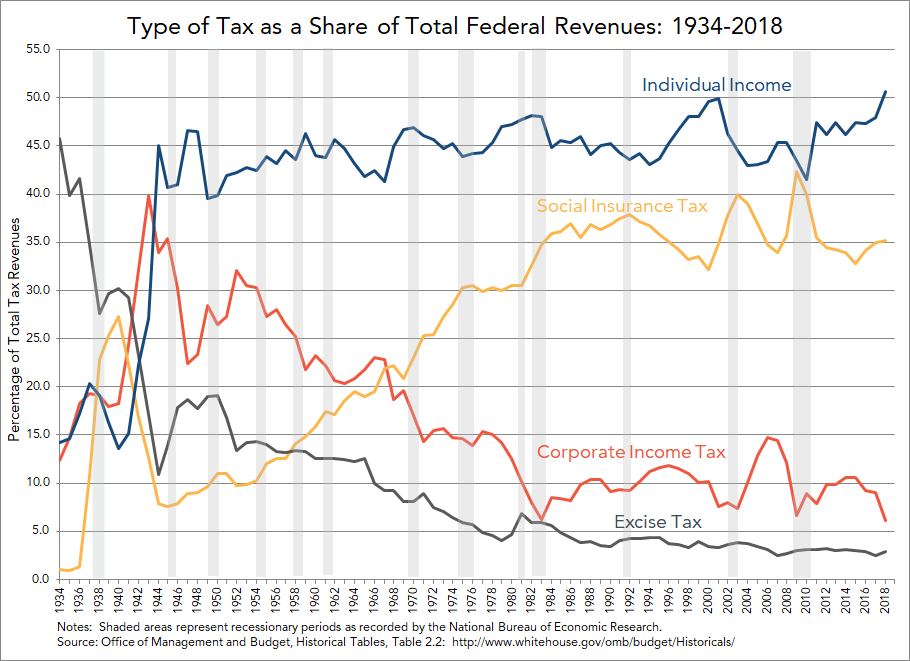 Type of Tax as a Share of Total Federal Revenues: 1934-2018
Percentage of Total Tax Revenues
55.0
50.0
45.0
40.0
35.0
30.0
25.0
20.0
15.0
10.0
5.0
0.0
Individual Income
Social Insurance Tax
Corporate Income Tax
Excise Tax
1934 1936 1938 1940 1942 1944 1946 1948 1950 1952 1954 1956 1958 1960 1962 1964 1966 1968 1970 1972 1974 1976 1978 1980 1982 1984 1986 1988 1990 1992 1994 1996 1998 2000 2002 2004 2006 2008 2010 2012 2014 2016 2018
Notes:  Shaded areas represent recessionary periods as recorded by the National Bureau of Economic Research.
Source: Office of Management and Budget, Historical Tables, Table 2.2:  http://www.whitehouse.gov/omb/budget/Historicals/